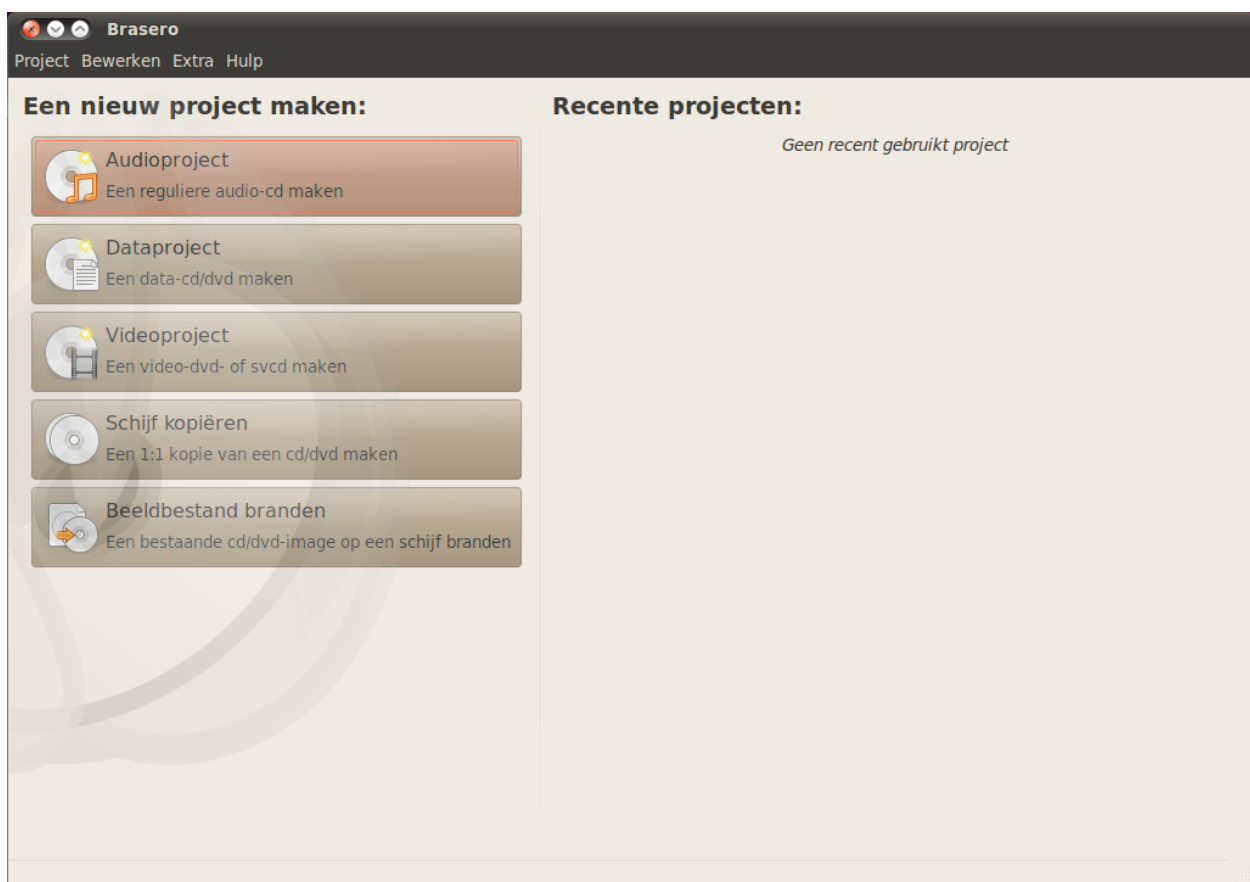 Brasero
Project Bewerken Extra Hulp
Een nieuw project maken:
Audioproject
Een reguliere audio-cd maken
Dataproject
Een data-cd/dvd maken
Videoproject
Een video-dvd- of svcd maken
Schijf kopiëren
Een 1:1 kopie van een cd/dvd maken
Beeldbestand branden
Een bestaande cd/dvd-image op een schijf branden
Recente projecten:
Geen recent gebruikt project